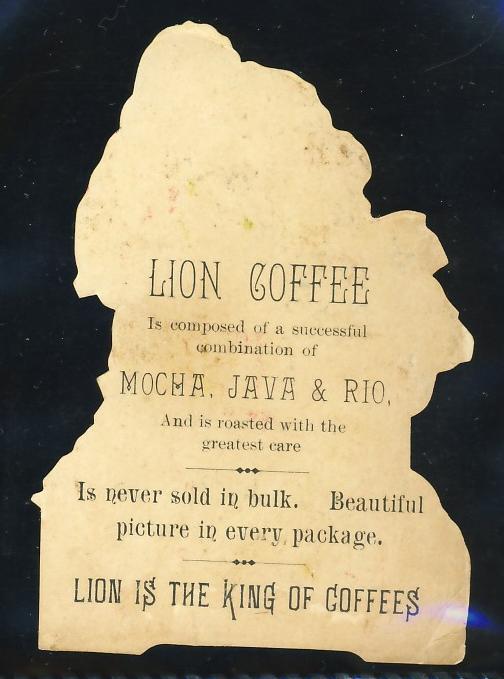 LION COFFEE
Is composed of a successful
combination of
MOCHA, JAVA & RIO,
And is roasted with the
greatest care
Is never sold in bulk. Beautiful
picture in every package.
LION IS THE KING OF COFFEES